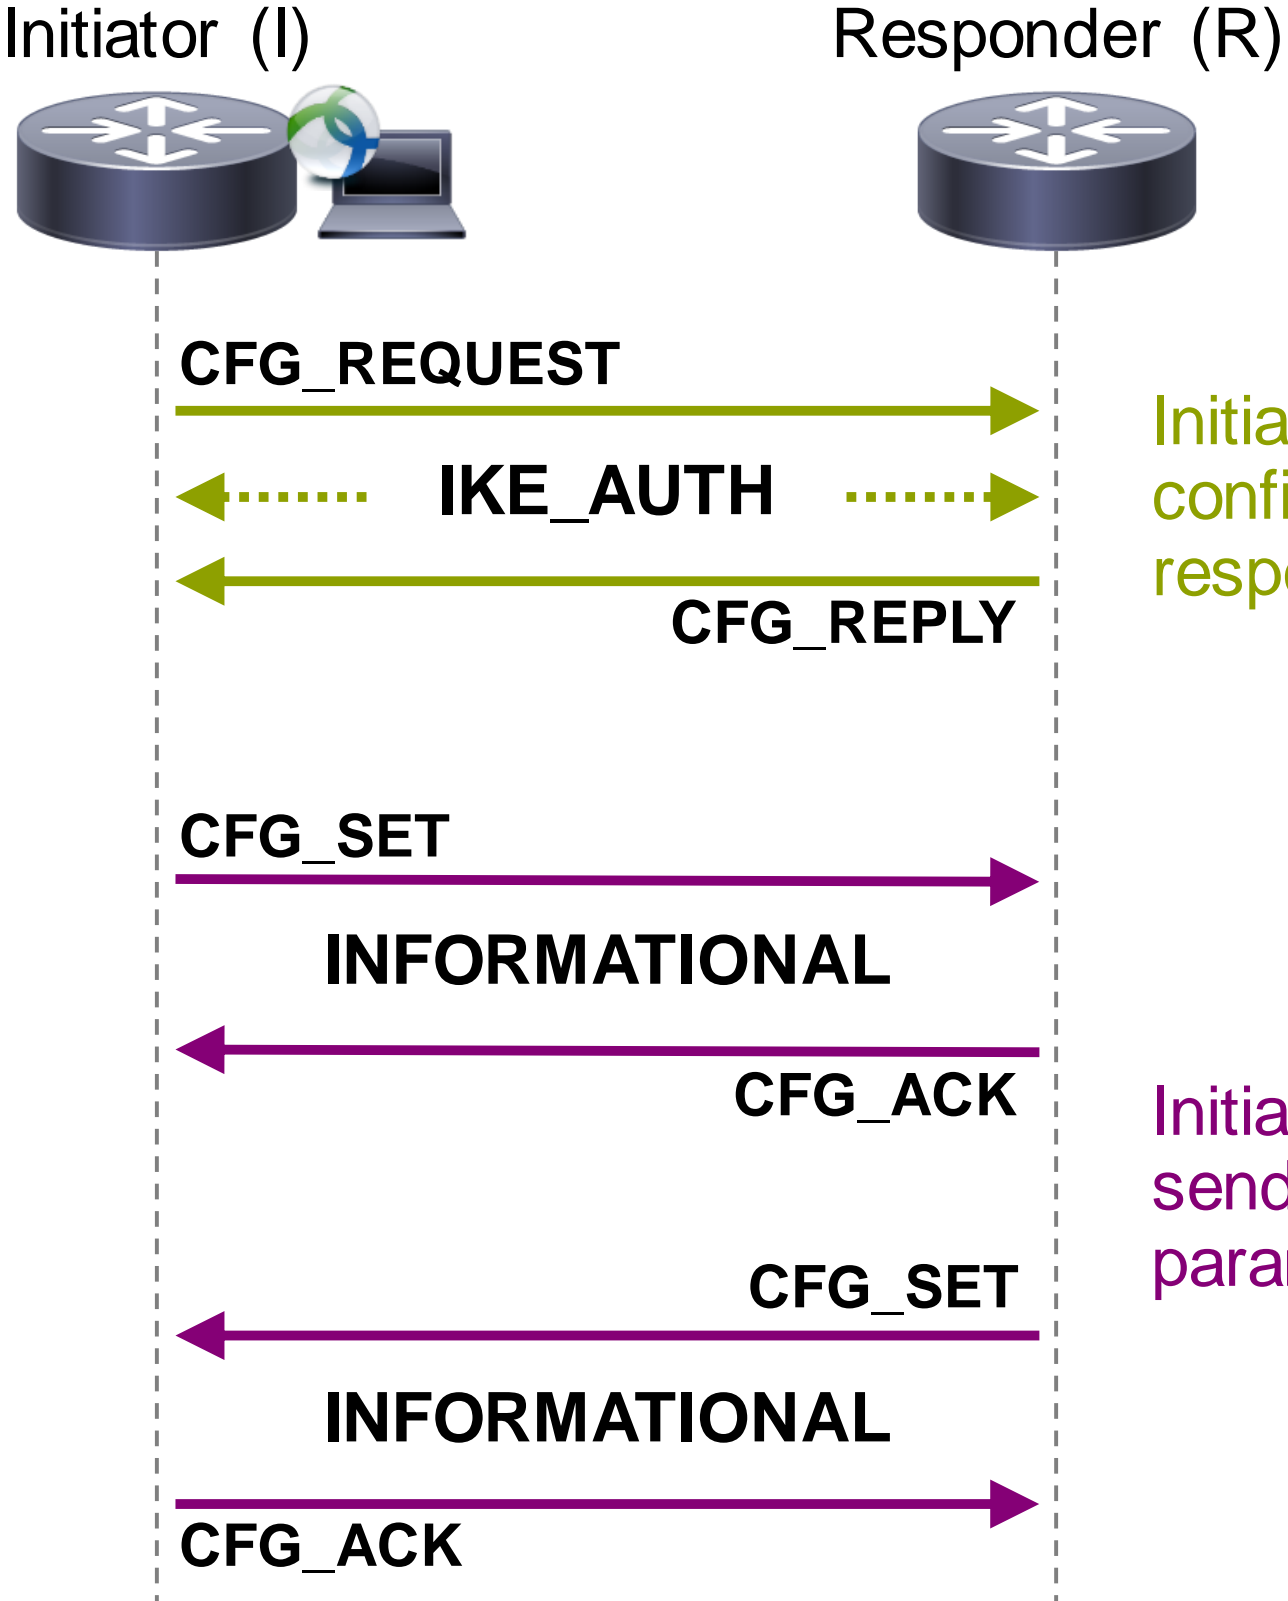 Initiator (I)
Responder (R)
CFG_REQUEST
IKE_AUTH
CFG_REPLY
CFG_SET
INFORMATIONAL
CFG_ACK
CFG_SET
INFORMATIONAL
CFG_ACK